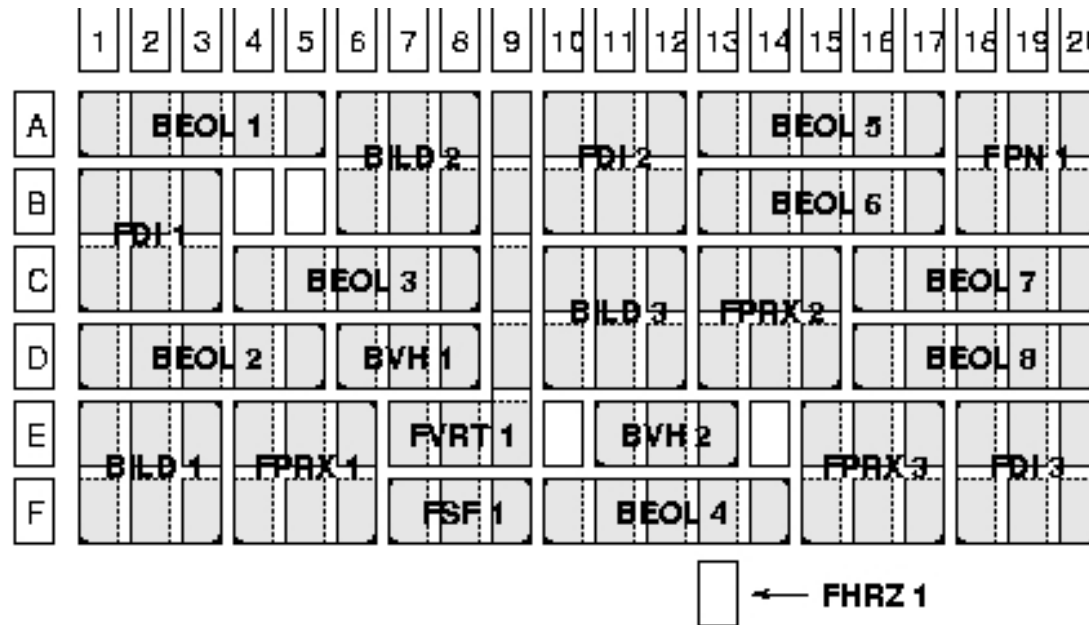 1 2 3 4 5 6 7 8 9 10 11 12 13 14 15 16 17 18 19 20
A BEOL 1 BEOL 5
BILD 2 FDI 2 FPN 1
B BEOL 6
FDI 1
C BEOL 3 BEOL 7
BILD 3 FPRX 2
D BEOL 2 BVH 1 BEOL 8
E FVRT 1 BVH 2
BILD 1 FPRX 1 FPRX 3 FDI 3
F FSF 1 BEOL 4
FHRZ 1